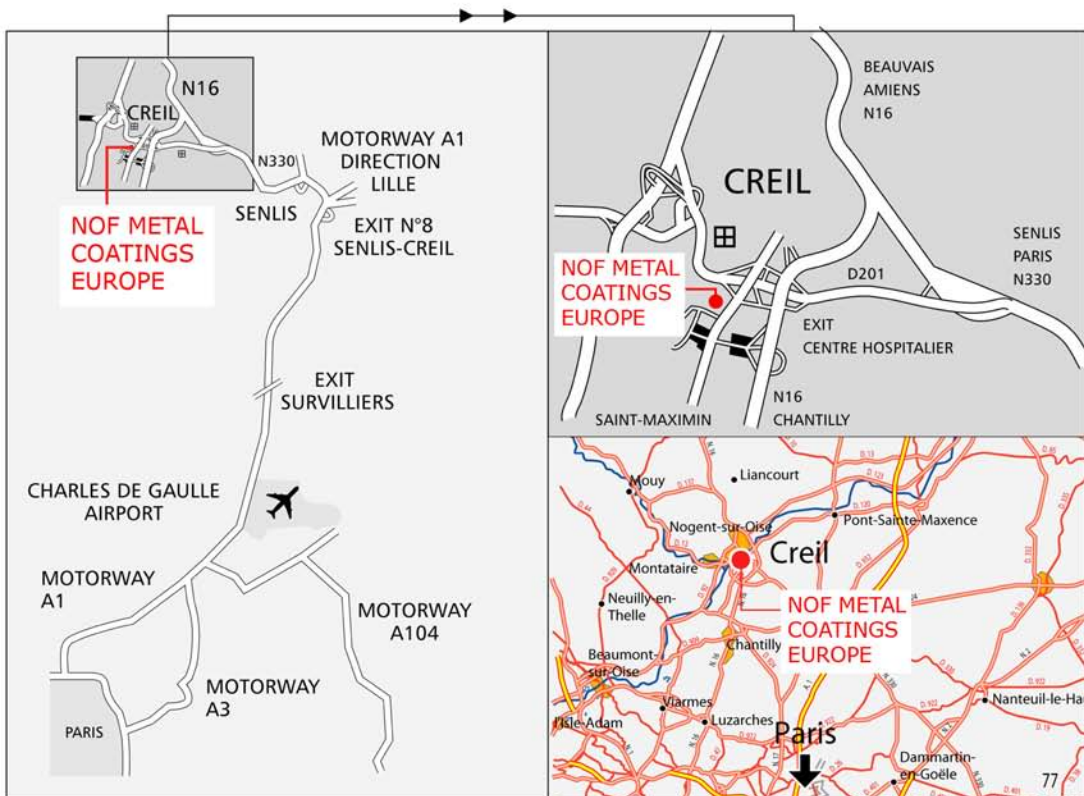 N16
CREIL
N330
MOTORWAY A1
DIRECTION
LILLE
SENLIS
EXIT N°8
SENLIS-CREIL
NOF METAL
COATINGS
EUROPE
EXIT
SURVILLIERS
CHARLES DE GAULLE
AIRPORT
MOTORWAY
A1
MOTORWAY
A104
MOTORWAY
A3
PARIS
BEAUVAIS
AMIENS
N16
CREIL
SENLIS
PARIS
N330
D201
NOF METAL
COATINGS
EUROPE
EXIT
CENTRE HOSPITALIER
N16
CHANTILLY
SAINT-MAXIMIN
Mouy
Liancourt
Nogent-sur-Oise
Pont-Sainte-Maxence
Creil
Montataire
Neuilly-en-
Thelle
NOF METAL
COATINGS
EUROPE
Chantilly
Beaumont-
sur-Oise
Viarmes
Luzarches
l'Isle-Adam
Nanteuil-le-Ha
Paris
Dammartin-
en-Goële
77